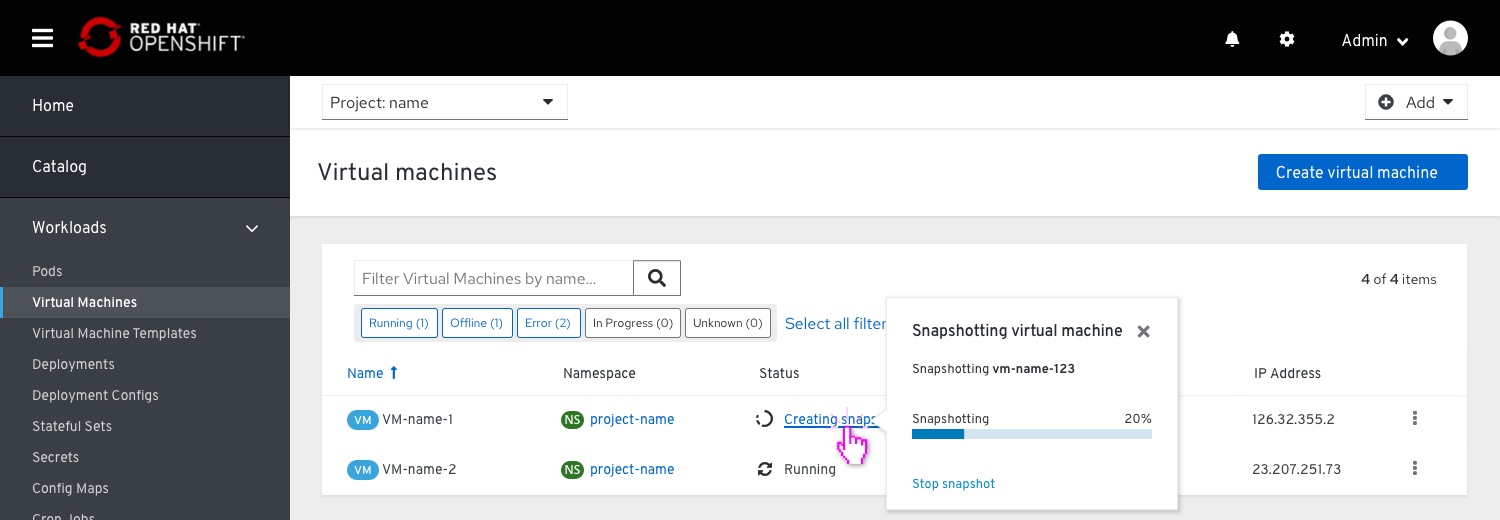 RED HAT
OPENSHIFT
Admin
Home
Project: name
Add
Catalog
Virtual machines
Create virtual machine
Workloads
Pods
Virtual Machines
Virtual Machine Templates
Deployments
Deployment Configs
Stateful Sets
Secrets
Config Maps
Cron Jobs
Filter Virtual Machines by name...
4 of 4 items
Running (1)
Offline (1)
Error (2)
In Progress (0)
Unknown (0)
Select all filter
Name
Namespace
Status
IP Address
VM VM-name-1
NS project-name
Creating snaps
126.32.355.2
VM VM-name-2
NS project-name
Running
23.207.251.73
Snapshotting virtual machine
Snapshotting vm-name-123
Snapshotting 20%
Stop snapshot